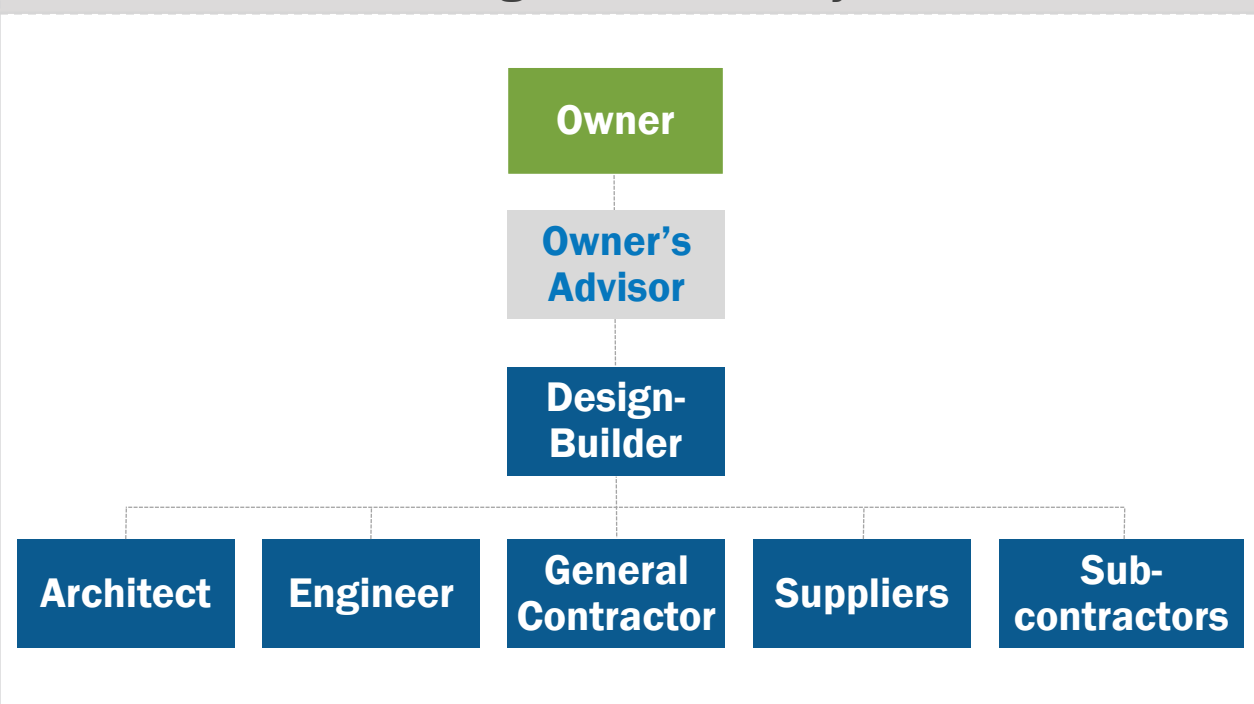 Owner
Owner's
Advisor
Design-
Builder
Architect
Engineer
General
Contractor
Suppliers
Sub-
contractors